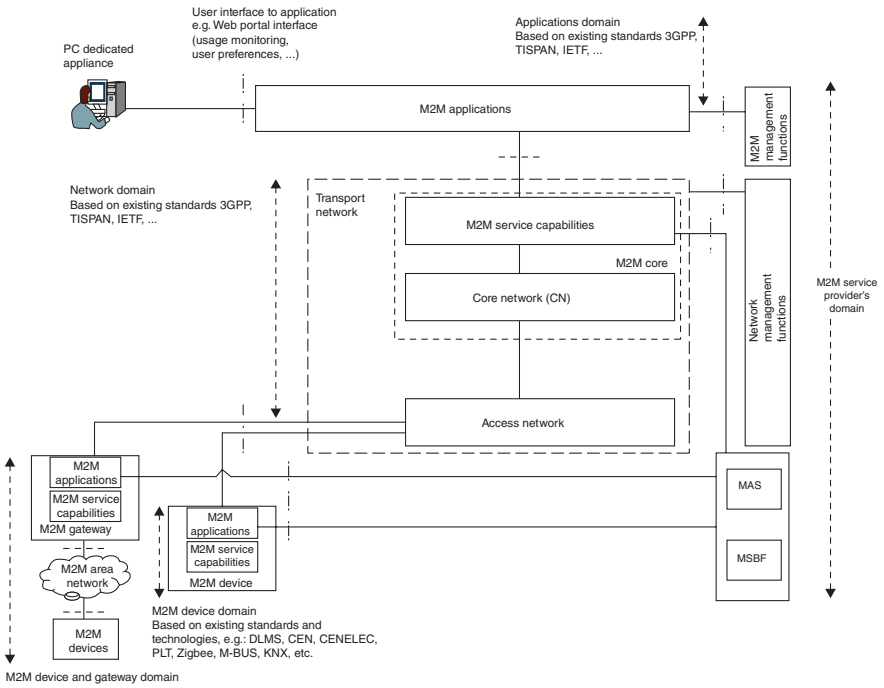 User interface to application
e.g. Web portal interface
(usage monitoring,
user preferences, ...)
Applications domain
Based on existing standards 3GPP,
TISPAN, IETF, ...
PC dedicated
appliance
M2M applications
M2M
management
functions
Network domain
Based on existing standards 3GPP,
TISPAN, IETF, ...
Transport
network
M2M service capabilities
M2M core
Core network (CN)
Network
management
functions
M2M service
provider's
domain
Access network
M2M
applications
M2M service
capabilities
M2M gateway
MAS
M2M
applications
M2M service
capabilities
M2M device
MSBF
M2M area
network
M2M
devices
M2M device domain
Based on existing standards and
technologies, e.g.: DLMS, CEN, CENELEC,
PLT, Zigbee, M-BUS, KNX, etc.
M2M device and gateway domain